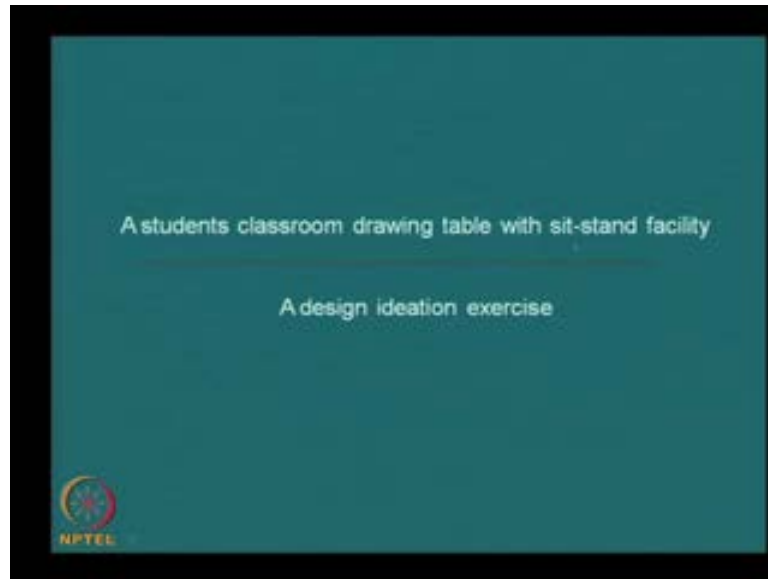 A students classroom drawing table with sit-stand facility
A design ideation exercise
NPTEL